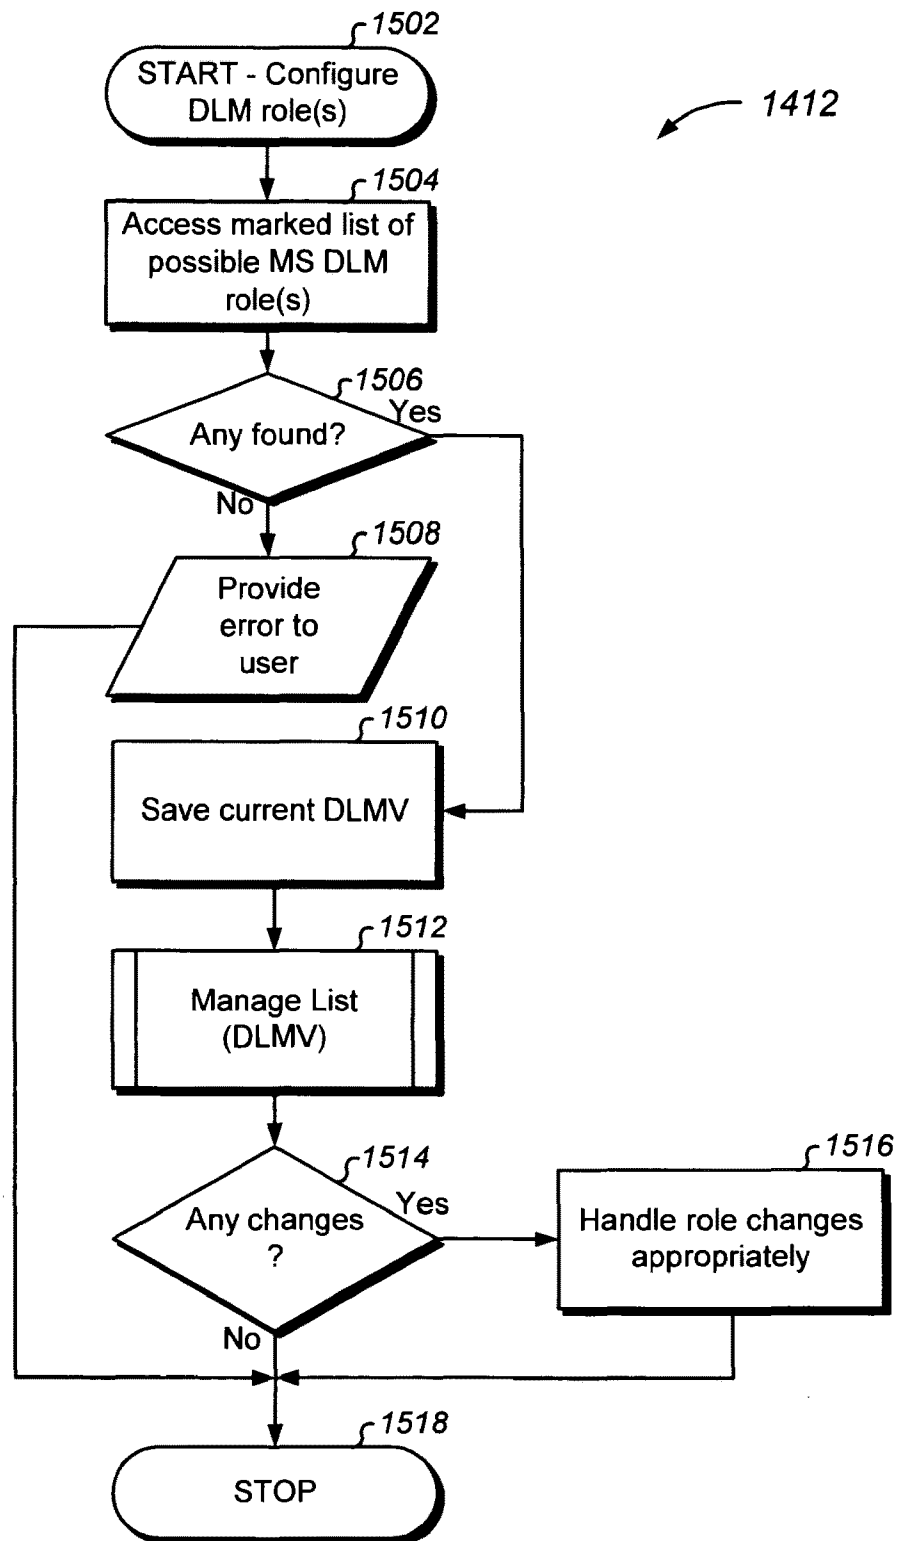 1502
START - Configure
DLM role(s)
1412
1504
Access marked list of
possible MS DLM
role(s)
1506
Yes
Any found?
No
1508
Provide
error to
user
1510
Save current DLMV
1512
Manage List
(DLMV)
1514
Yes
Any changes
?
No
1516
Handle role changes
appropriately
1518
STOP